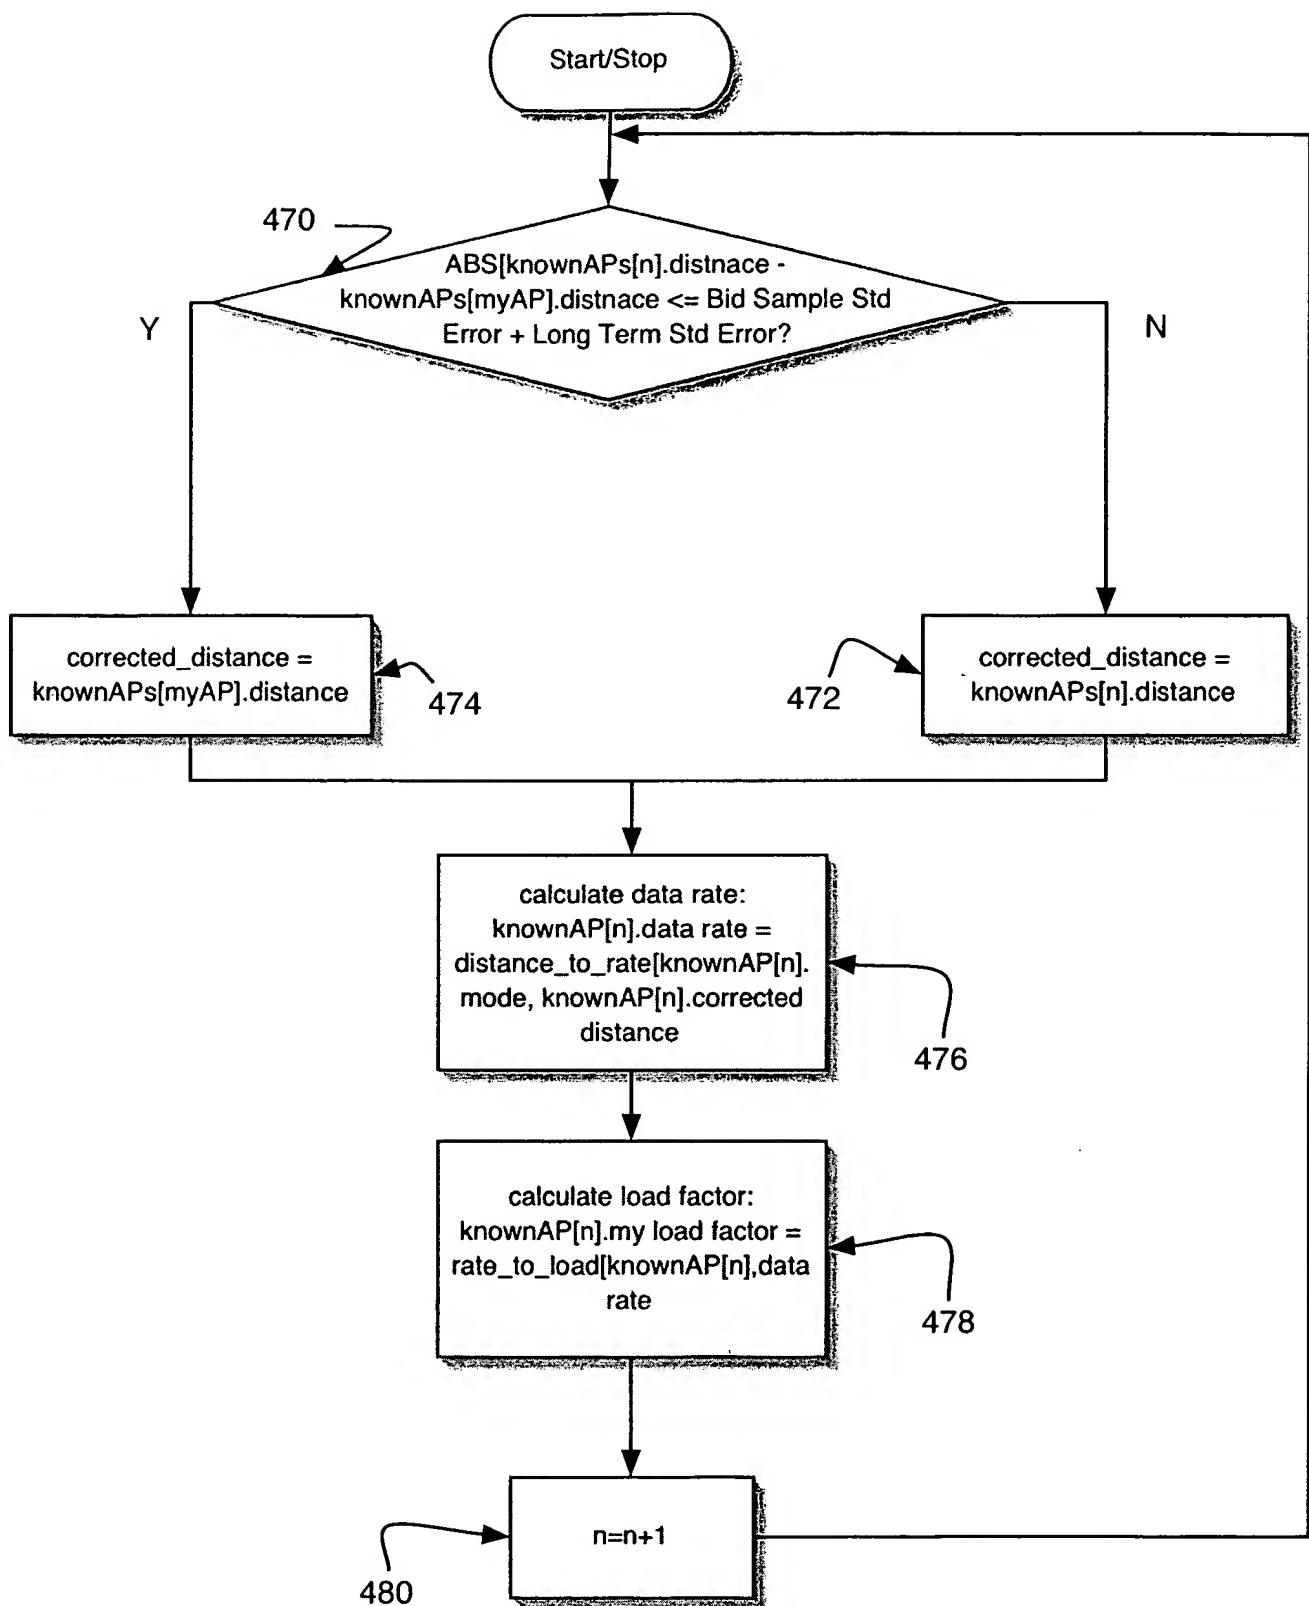 Start/Stop
470
ABS[knownAPs[n].distnace -
knownAPs[myAP].distnace <= Bid Sample Std
Error + Long Term Std Error?
Y
N
corrected_distance =
knownAPs[myAP].distance
474
472
corrected_distance =
knownAPs[n].distance
calculate data rate:
knownAP[n].data rate =
distance_to_rate[knownAP[n].
mode, knownAP[n].corrected
distance
476
calculate load factor:
knownAP[n].my load factor =
rate_to_load[knownAP[n],data
rate
478
n=n+1
480